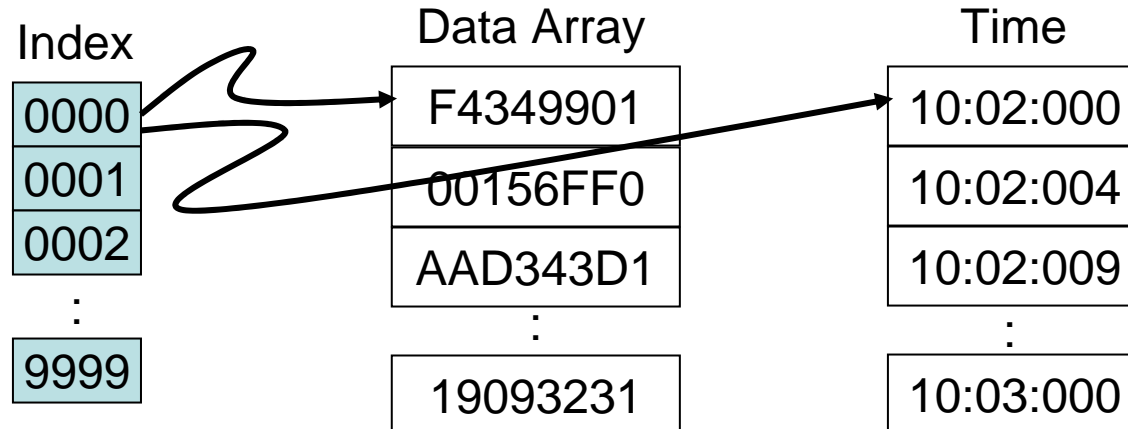 Index Data Array Time
0000 F4349901 10:02:000
0001 00156FF0 10:02:004
0002 AAD343D1 10:02:009
: : :
9999 19093231 10:03:000